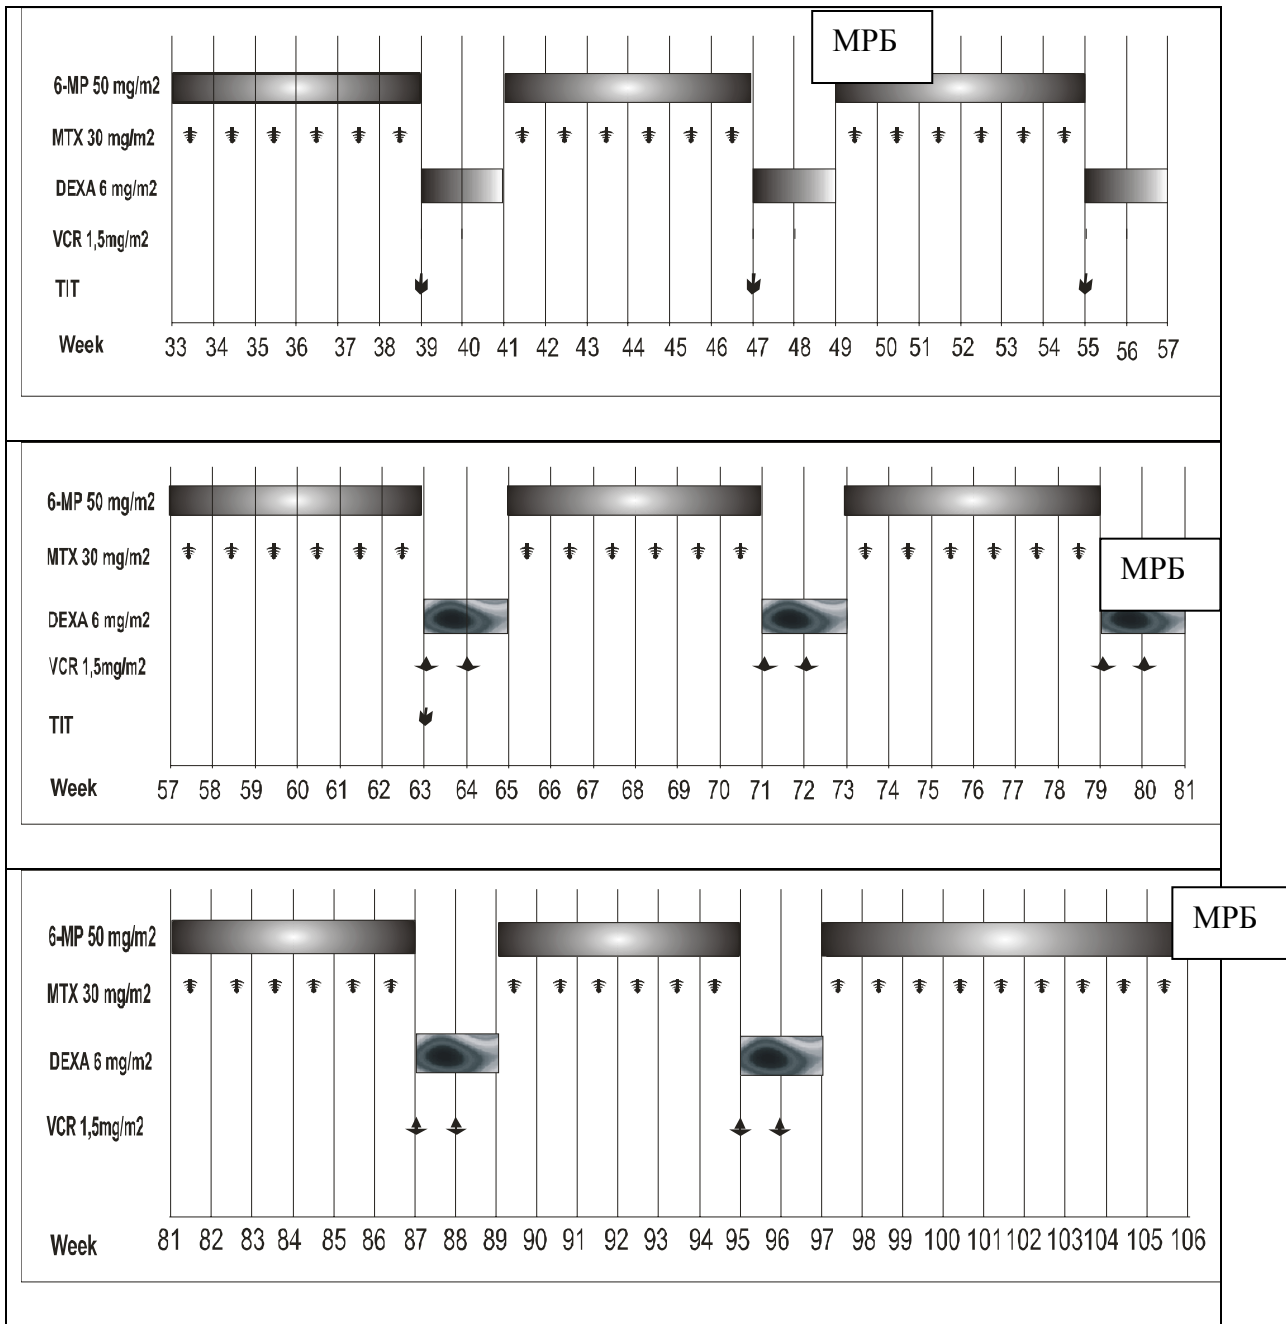 МРБ
6-MP 50 mg/m2
MTX 30 mg/m2
DEXA 6 mg/m2
VCR 1,5mg/m2
TIT
Week 33 34 35 36 37 38 39 40 41 42 43 44 45 46 47 48 49 50 51 52 53 54 55 56 57
6-MP 50 mg/m2
MTX 30 mg/m2
МРБ
DEXA 6 mg/m2
VCR 1,5mg/m2
TIT
Week 57 58 59 60 61 62 63 64 65 66 67 68 69 70 71 72 73 74 75 76 77 78 79 80 81
МРБ
6-MP 50 mg/m2
MTX 30 mg/m2
DEXA 6 mg/m2
VCR 1,5mg/m2
Week 81 82 83 84 85 86 87 88 89 90 91 92 93 94 95 96 97 98 99 100 101 102 103 104 105 106